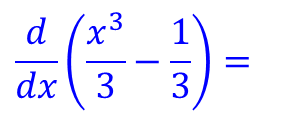 d/dx (x³/3 − 1/3) =